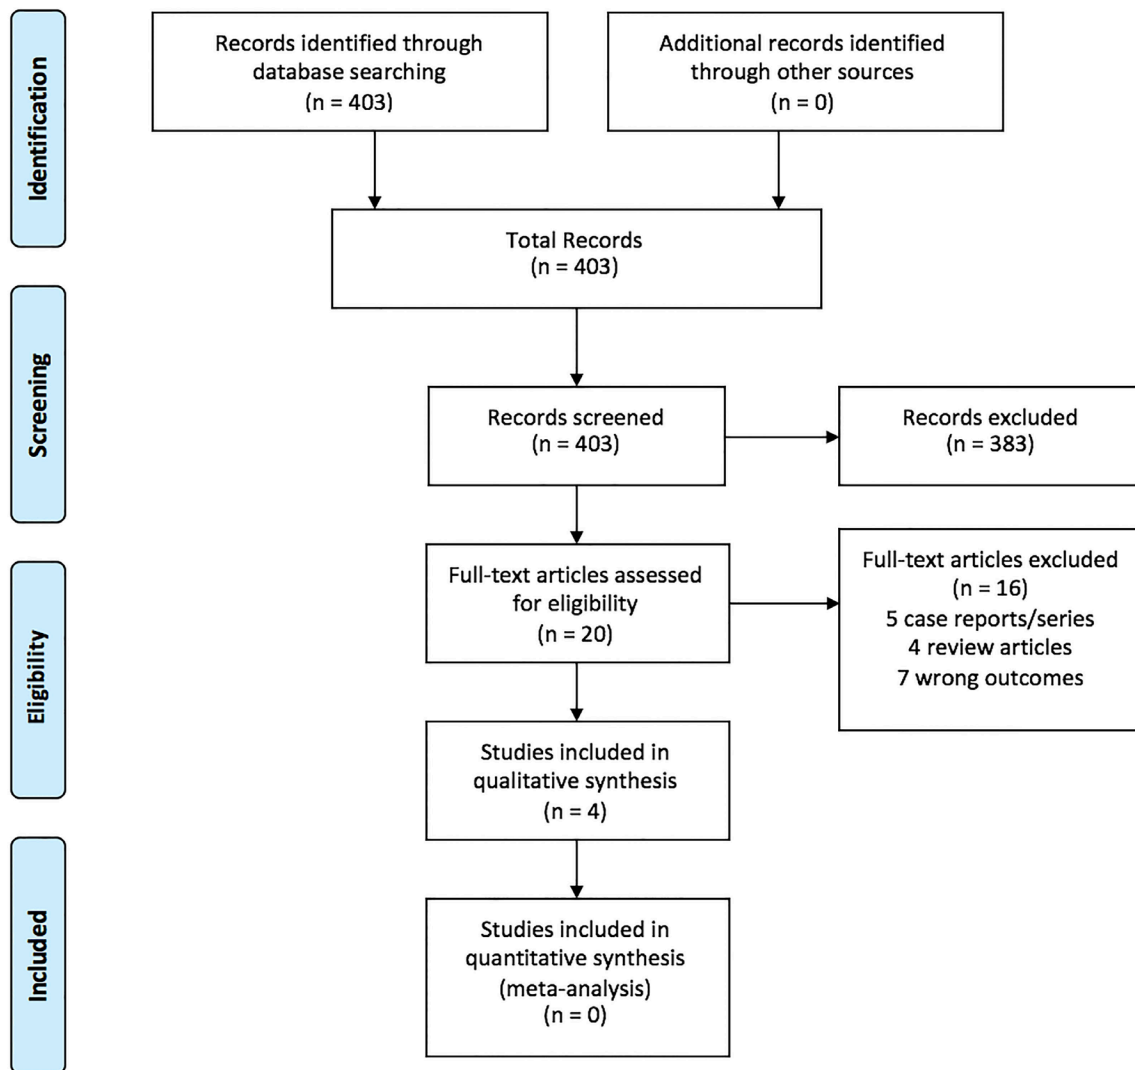 Identification
Records identified through
database searching
(n = 403)
Additional records identified
through other sources
(n = 0)
Total Records
(n = 403)
Screening
Records screened
(n = 403)
Records excluded
(n = 383)
Eligibility
Full-text articles assessed
for eligibility
(n = 20)
Full-text articles excluded
(n = 16)
5 case reports/series
4 review articles
7 wrong outcomes
Studies included in
qualitative synthesis
(n = 4)
Included
Studies included in
quantitative synthesis
(meta-analysis)
(n = 0)